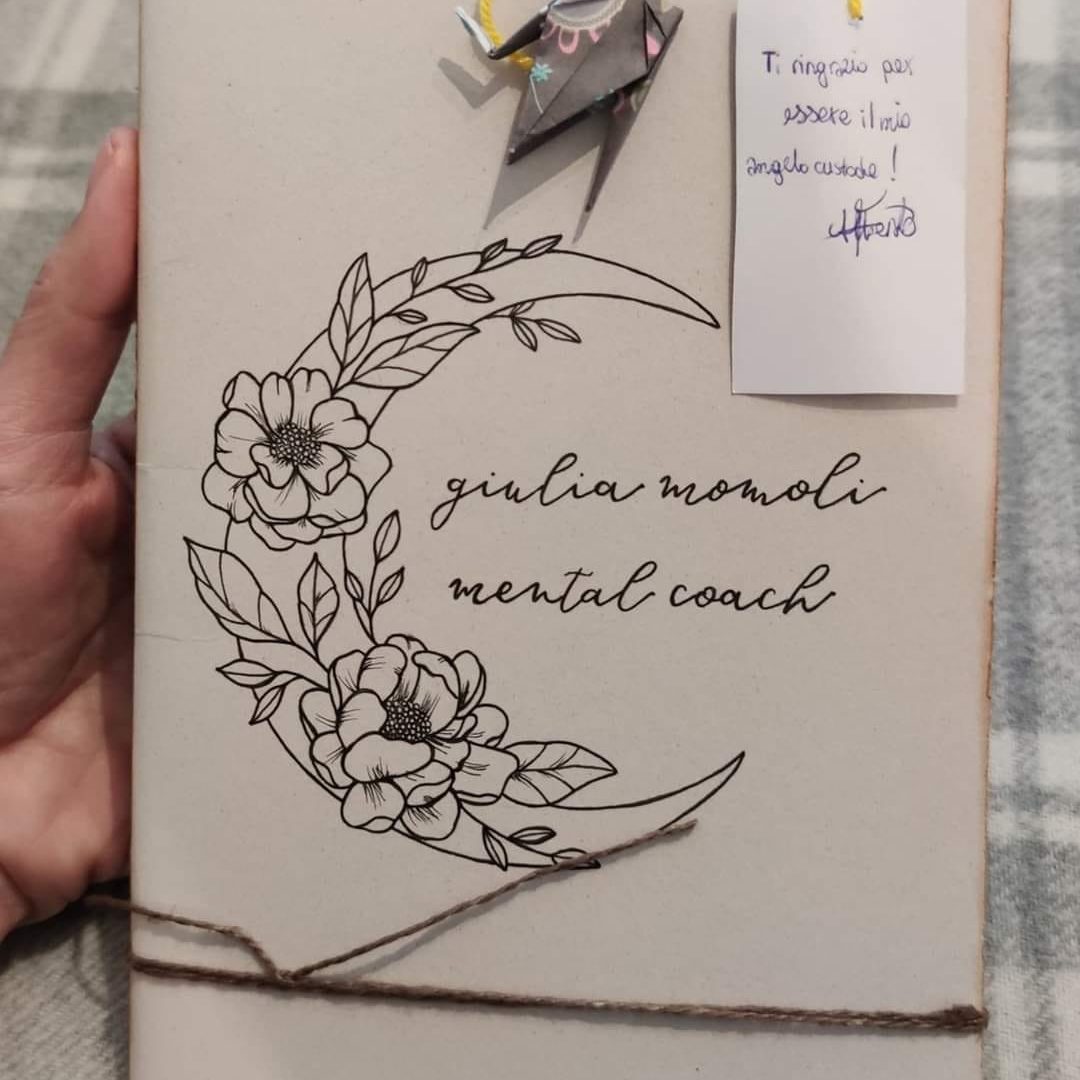 Ti ringrazio per
essere il mio
angelo custode!
giulia momoli
mental coach